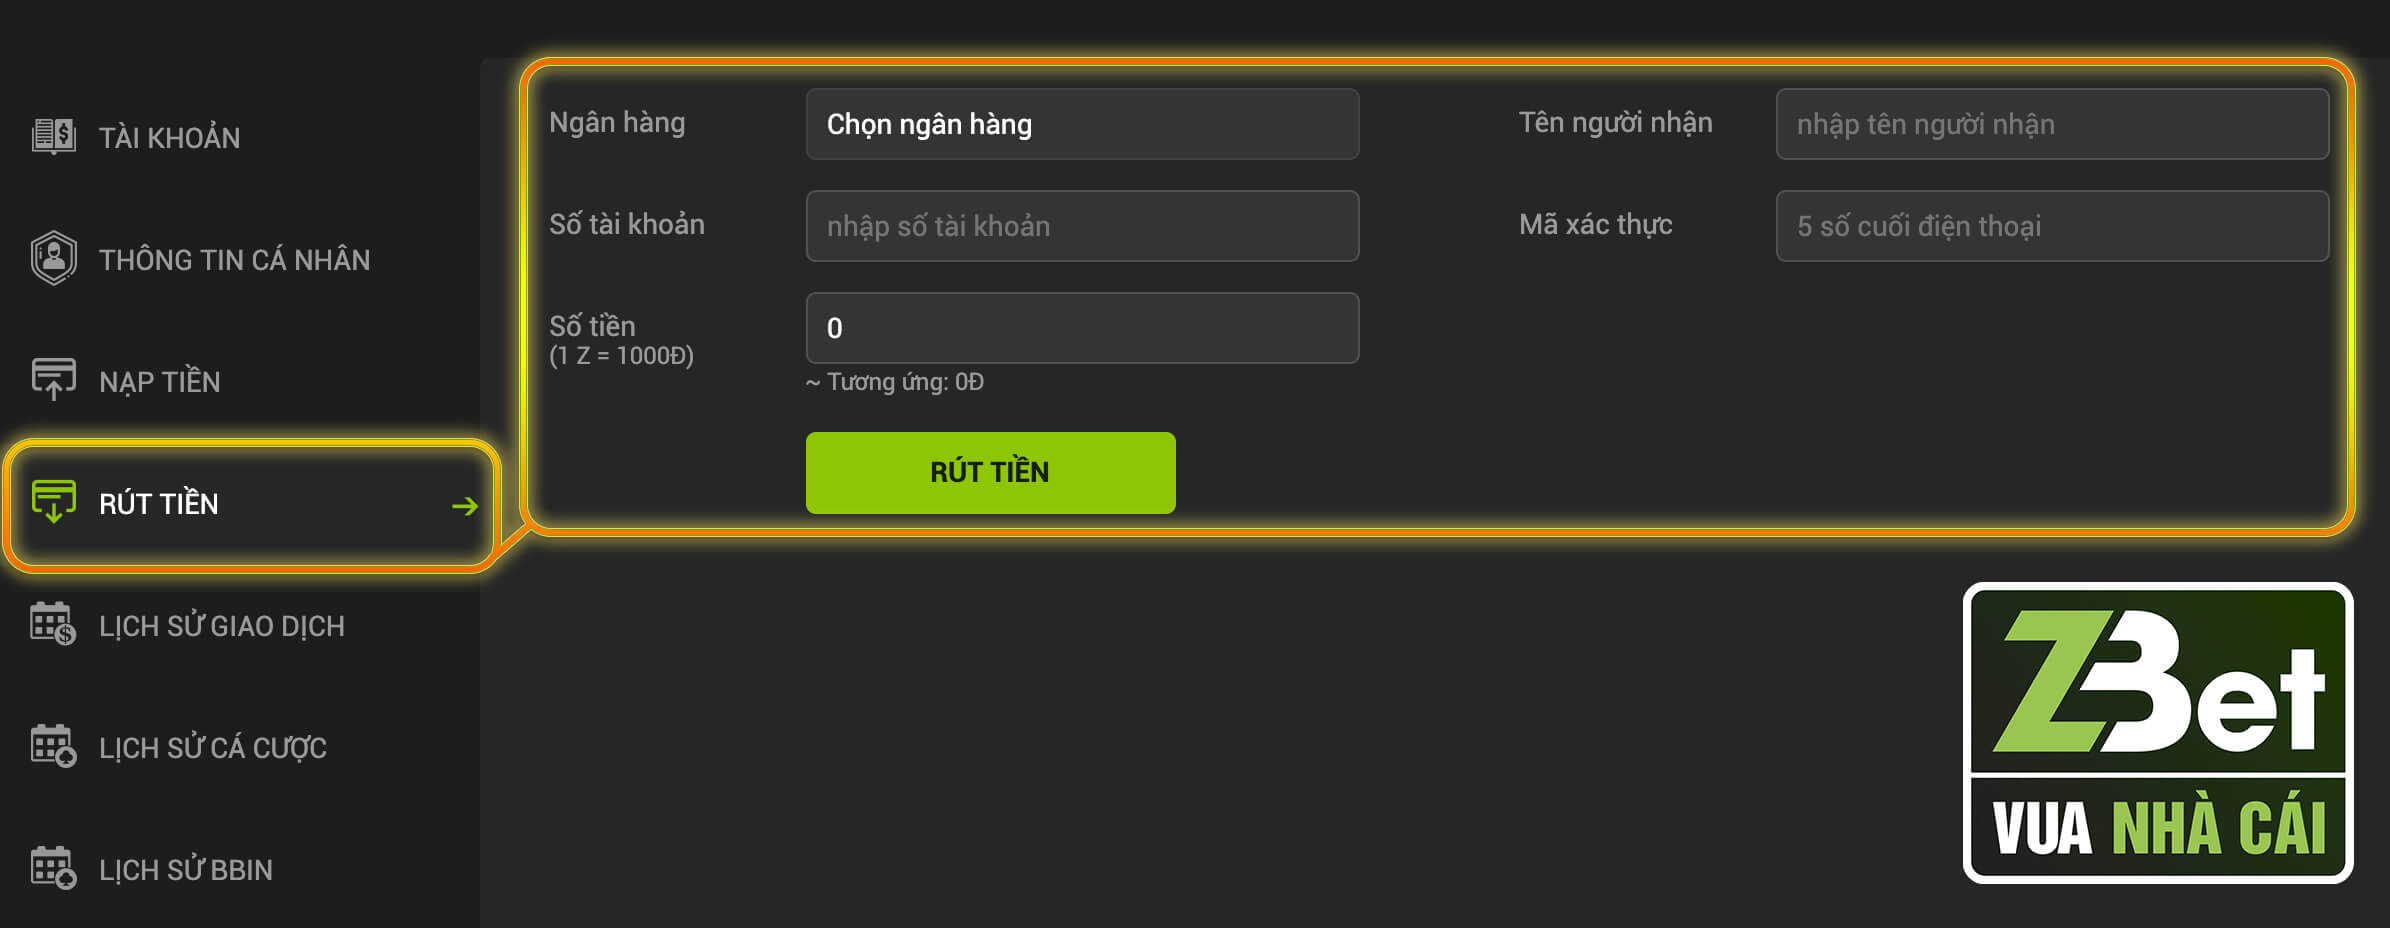 TÀI KHOẢN
THÔNG TIN CÁ NHÂN
NẠP TIỀN
RÚT TIỀN
LỊCH SỬ GIAO DỊCH
LỊCH SỬ CÁ CƯỢC
LỊCH SỬ BBIN
Ngân hàng
Chọn ngân hàng
Tên người nhận
nhập tên người nhận
Số tài khoản
nhập số tài khoản
Mã xác thực
5 số cuối điện thoại
Số tiền
(1 Z = 1000Đ)
0
~ Tương ứng: 0Đ
RÚT TIỀN
ZBet
VUA NHÀ CÁI